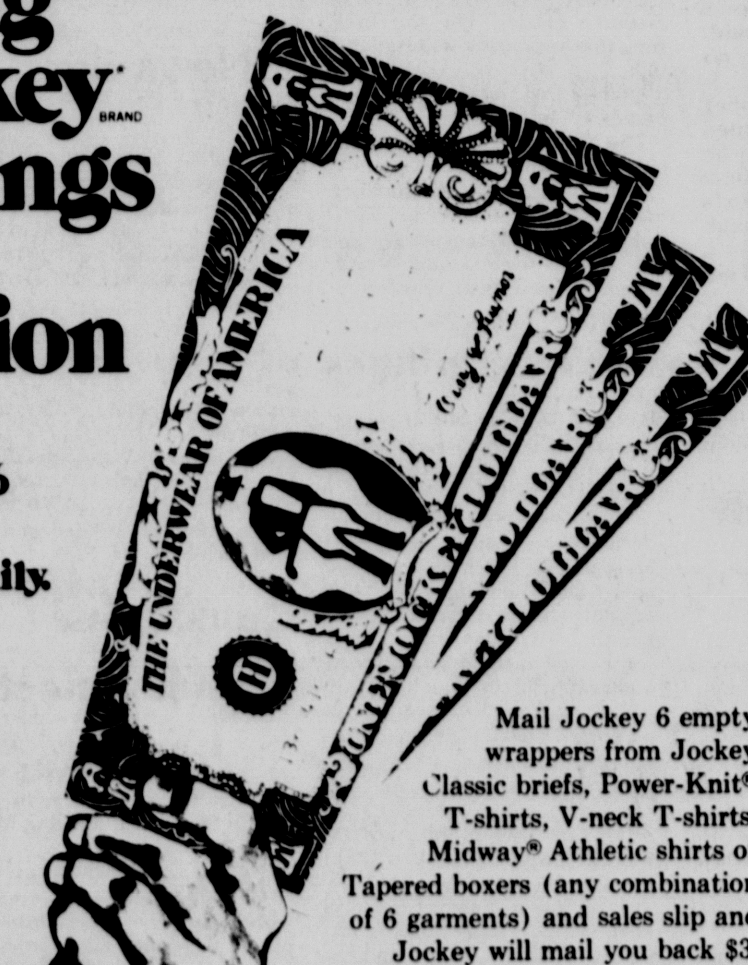 g
key
BRAND
ngs
ion
ily.
THE UNDERWEAR OF AMERICA
H
Mail Jockey 6 empty
wrappers from Jockey
Classic briefs, Power-Knit®
T-shirts, V-neck T-shirts
Midway® Athletic shirts o
Tapered boxers (any combination
of 6 garments) and sales slip and
Jockey will mail you back $3